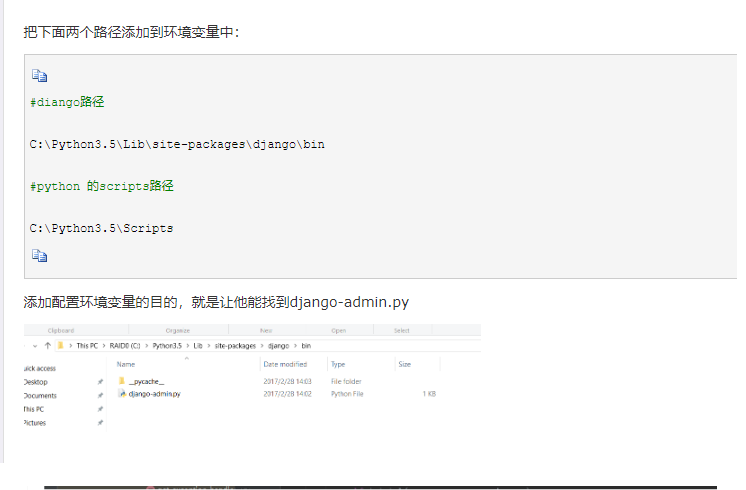 把下面两个路径添加到环境变量中:
#diango路径
C:\Python3.5\Lib\site-packages\django\bin
#python 的scripts路径
C:\Python3.5\Scripts
添加配置环境变量的目的，就是让他能找到django-admin.py
Clipboard Organize New Open Select
This PC > RAID0 (C:) > Python3.5 > Lib > site-packages > django > bin
Name Date modified Type Size
uick access
Desktop
Documents
This PC
Pictures
__pycache__ 2017/2/28 14:03 File folder
django-admin.py 2017/2/28 14:02 Python File 1 KB